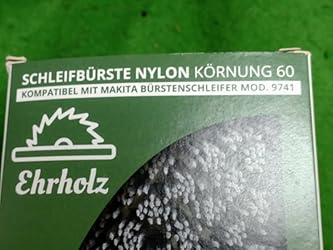 SCHLEIFBÜRSTE NYLON KÖRNUNG 60
KOMPATIBEL MIT MAKITA BÜRSTENSCHLEIFER MOD. 9741
Ehrholz